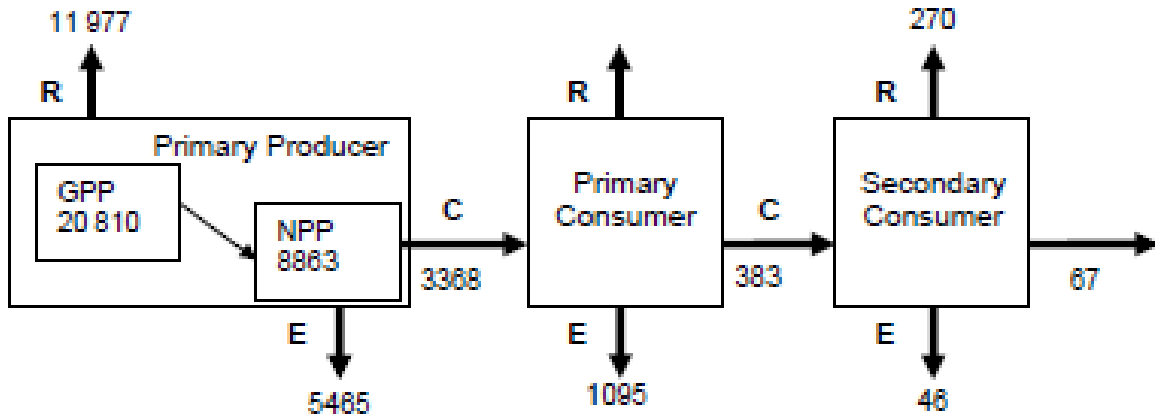 11 977
270
R
R
R
Primary Producer
GPP
20 810
NPP
8863
C
3368
Primary
Consumer
C
383
Secondary
Consumer
67
E
E
E
5465
1095
46